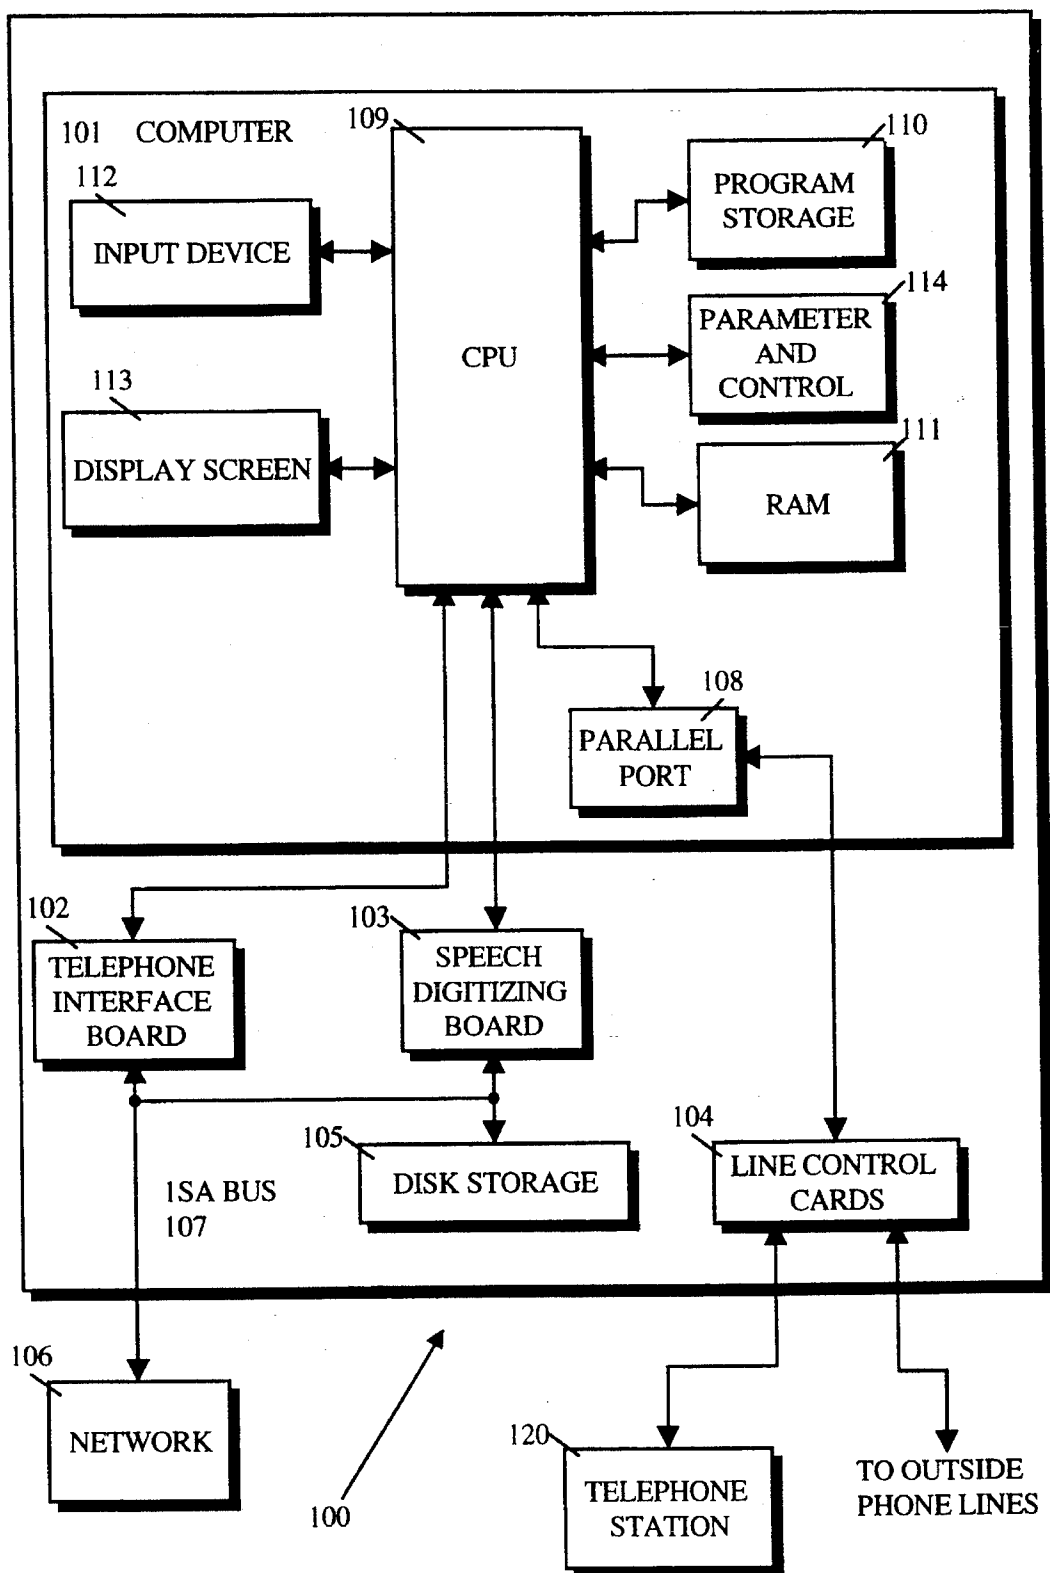 101 COMPUTER
109
110
112
PROGRAM
STORAGE
INPUT DEVICE
114
PARAMETER
AND
CONTROL
CPU
113
111
DISPLAY SCREEN
RAM
108
PARALLEL
PORT
102
103
TELEPHONE
INTERFACE
BOARD
SPEECH
DIGITIZING
BOARD
105
104
DISK STORAGE
LINE CONTROL
CARDS
1SA BUS
107
106
NETWORK
100
120
TELEPHONE
STATION
TO OUTSIDE
PHONE LINES